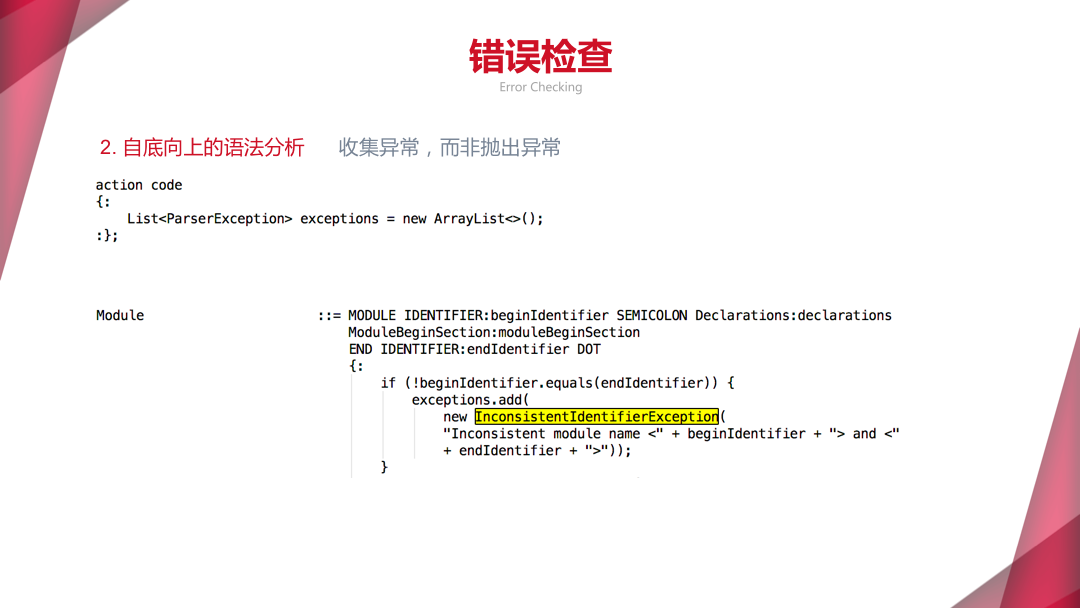 错误检查
Error Checking
2. 自底向上的语法分析 收集异常，而非抛出异常
action code
{:
    List<ParserException> exceptions = new ArrayList<>();
:};
Module ::= MODULE IDENTIFIER:beginIdentifier SEMICOLON Declarations:declarations
ModuleBeginSection:moduleBeginSection
END IDENTIFIER:endIdentifier DOT
{:
    if (!beginIdentifier.equals(endIdentifier)) {
        exceptions.add(
            new InconsistentIdentifierException(
            "Inconsistent module name <" + beginIdentifier + "> and <"
            + endIdentifier + ">"));
    }